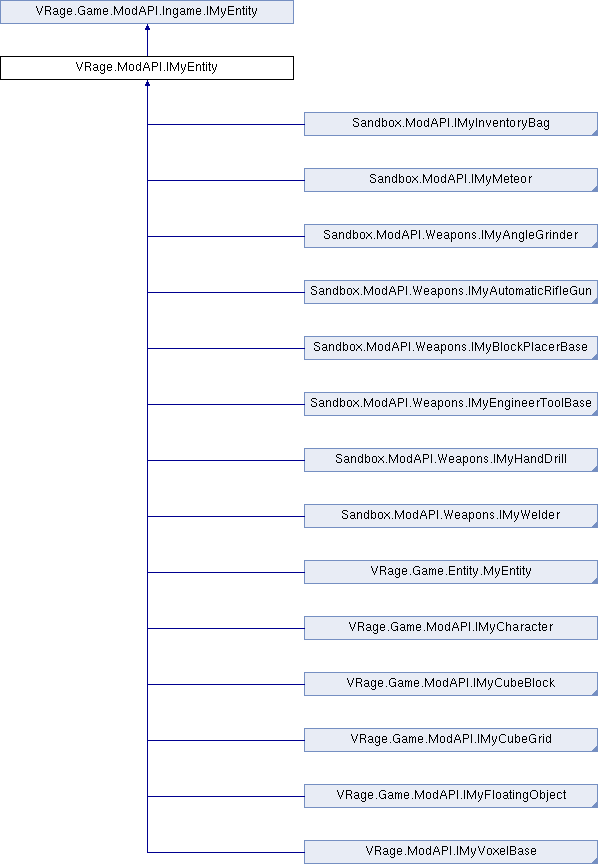 VRage.Game.ModAPI.Ingame.IMyEntity
VRage.ModAPI.IMyEntity
Sandbox.ModAPI.IMyInventoryBag
Sandbox.ModAPI.IMyMeteor
Sandbox.ModAPI.Weapons.IMyAngleGrinder
Sandbox.ModAPI.Weapons.IMyAutomaticRifleGun
Sandbox.ModAPI.Weapons.IMyBlockPlacerBase
Sandbox.ModAPI.Weapons.IMyEngineerToolBase
Sandbox.ModAPI.Weapons.IMyHandDrill
Sandbox.ModAPI.Weapons.IMyWelder
VRage.Game.Entity.MyEntity
VRage.Game.ModAPI.IMyCharacter
VRage.Game.ModAPI.IMyCubeBlock
VRage.Game.ModAPI.IMyCubeGrid
VRage.Game.ModAPI.IMyFloatingObject
VRage.ModAPI.IMyVoxelBase